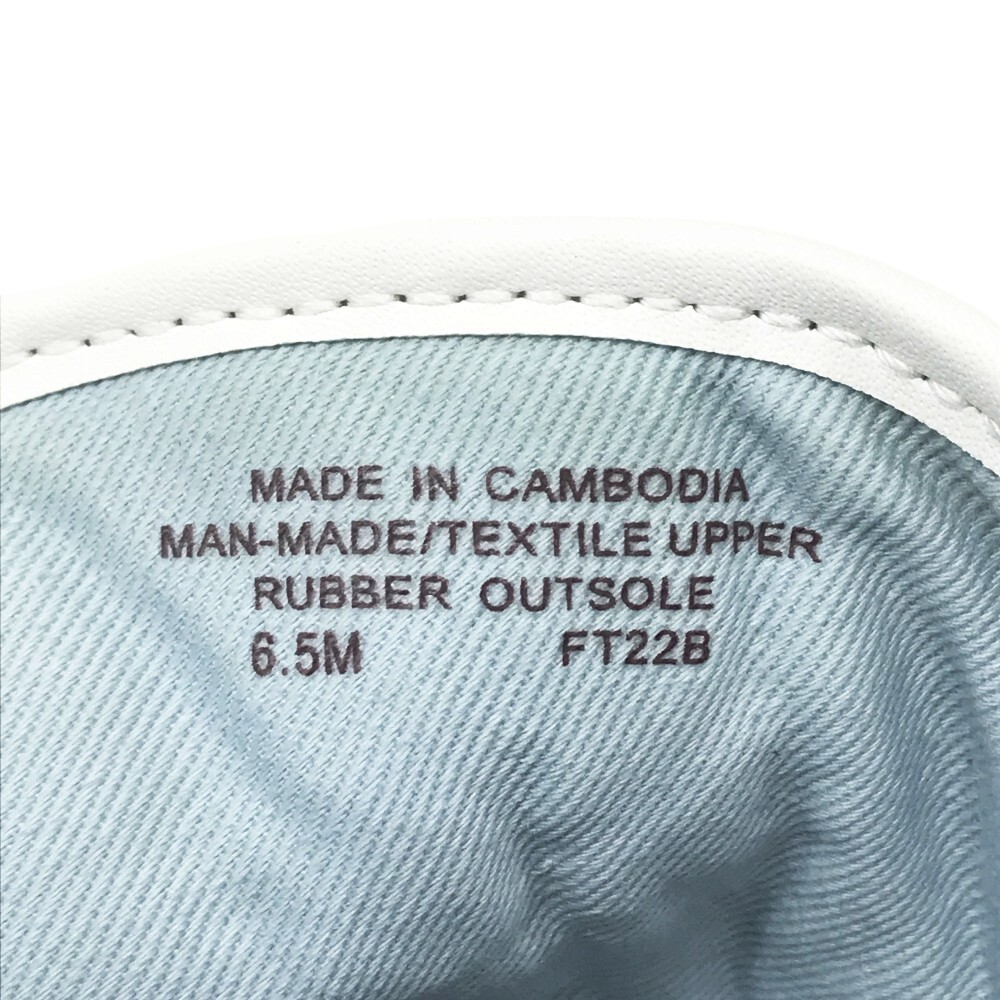 MADE IN CAMBODIA
MAN-MADE/TEXTILE UPPER
RUBBER OUTSOLE
6.5M FT22B